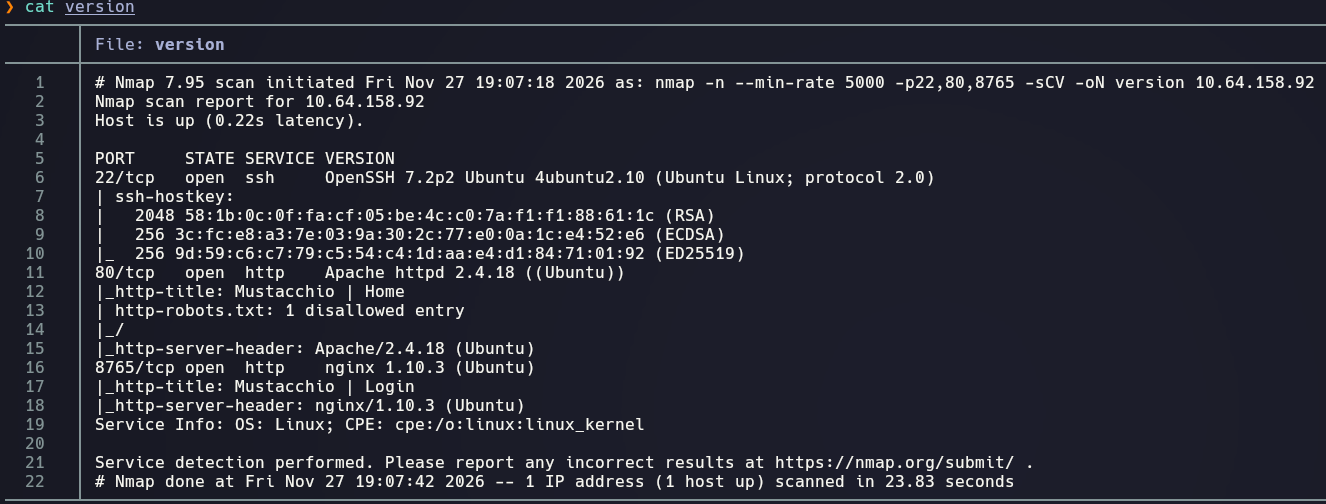 ❯ cat version
File: version
1 # Nmap 7.95 scan initiated Fri Nov 27 19:07:18 2026 as: nmap -n --min-rate 5000 -p22,80,8765 -sCV -oN version 10.64.158.92
2 Nmap scan report for 10.64.158.92
3 Host is up (0.22s latency).
4
5 PORT     STATE SERVICE VERSION
6 22/tcp   open  ssh     OpenSSH 7.2p2 Ubuntu 4ubuntu2.10 (Ubuntu Linux; protocol 2.0)
7 | ssh-hostkey:
8 |   2048 58:1b:0c:0f:fa:cf:05:be:4c:c0:7a:f1:f1:88:61:1c (RSA)
9 |   256 3c:fc:e8:a3:7e:03:9a:30:2c:77:e0:0a:1c:e4:52:e6 (ECDSA)
10 |_  256 9d:59:c6:c7:79:c5:54:c4:1d:aa:e4:d1:84:71:01:92 (ED25519)
11 80/tcp   open  http    Apache httpd 2.4.18 ((Ubuntu))
12 |_http-title: Mustacchio | Home
13 | http-robots.txt: 1 disallowed entry
14 |_/
15 |_http-server-header: Apache/2.4.18 (Ubuntu)
16 8765/tcp open  http    nginx 1.10.3 (Ubuntu)
17 |_http-title: Mustacchio | Login
18 |_http-server-header: nginx/1.10.3 (Ubuntu)
19 Service Info: OS: Linux; CPE: cpe:/o:linux:linux_kernel
20
21 Service detection performed. Please report any incorrect results at https://nmap.org/submit/ .
22 # Nmap done at Fri Nov 27 19:07:42 2026 -- 1 IP address (1 host up) scanned in 23.83 seconds